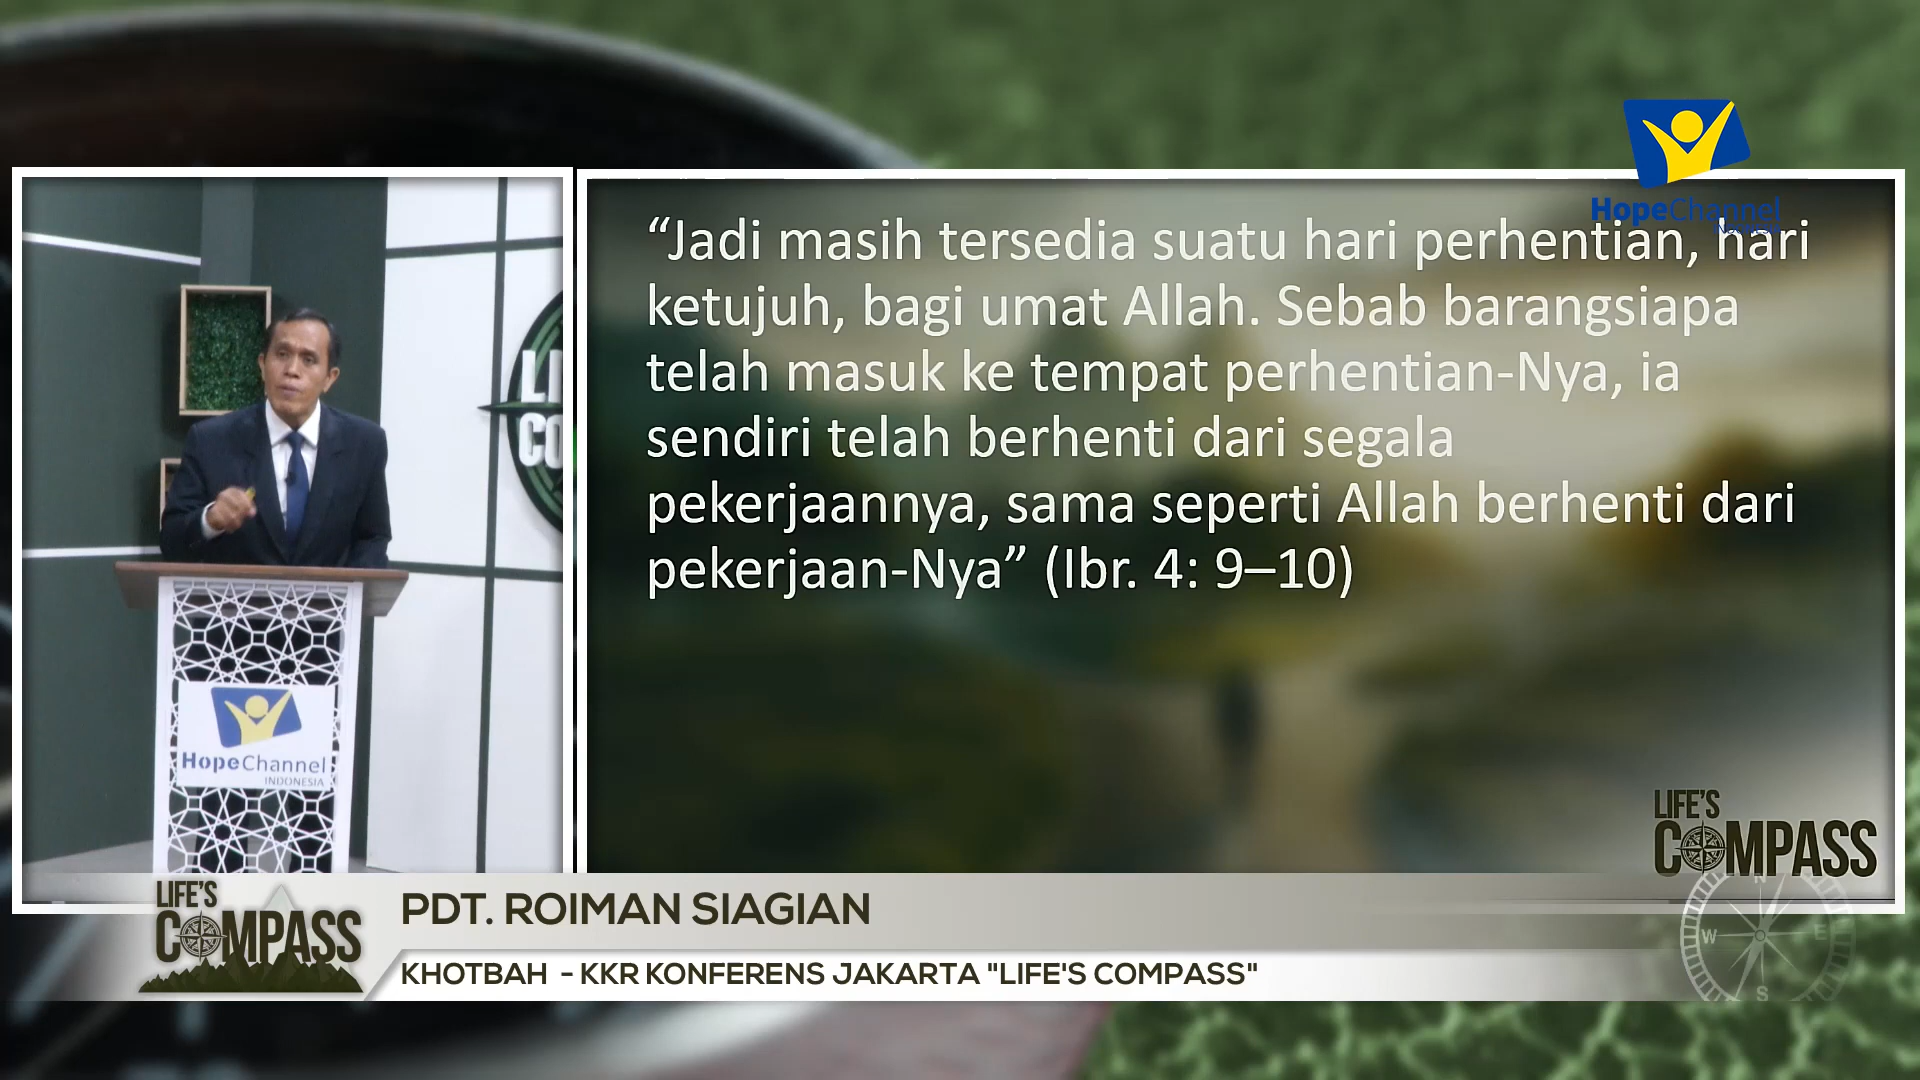 HopeChannel
INDONESIA
“Jadi masih tersedia suatu hari perhentian, hari
ketujuh, bagi umat Allah. Sebab barangsiapa
telah masuk ke tempat perhentian-Nya, ia
sendiri telah berhenti dari segala
pekerjaannya, sama seperti Allah berhenti dari
pekerjaan-Nya” (Ibr. 4: 9–10)
HopeChannel
INDONESIA
LIFE'S
COMPASS
LIFE'S
COMPASS
PDT. ROIMAN SIAGIAN
KHOTBAH - KKR KONFERENS JAKARTA "LIFE'S COMPASS"
N
W
E
S